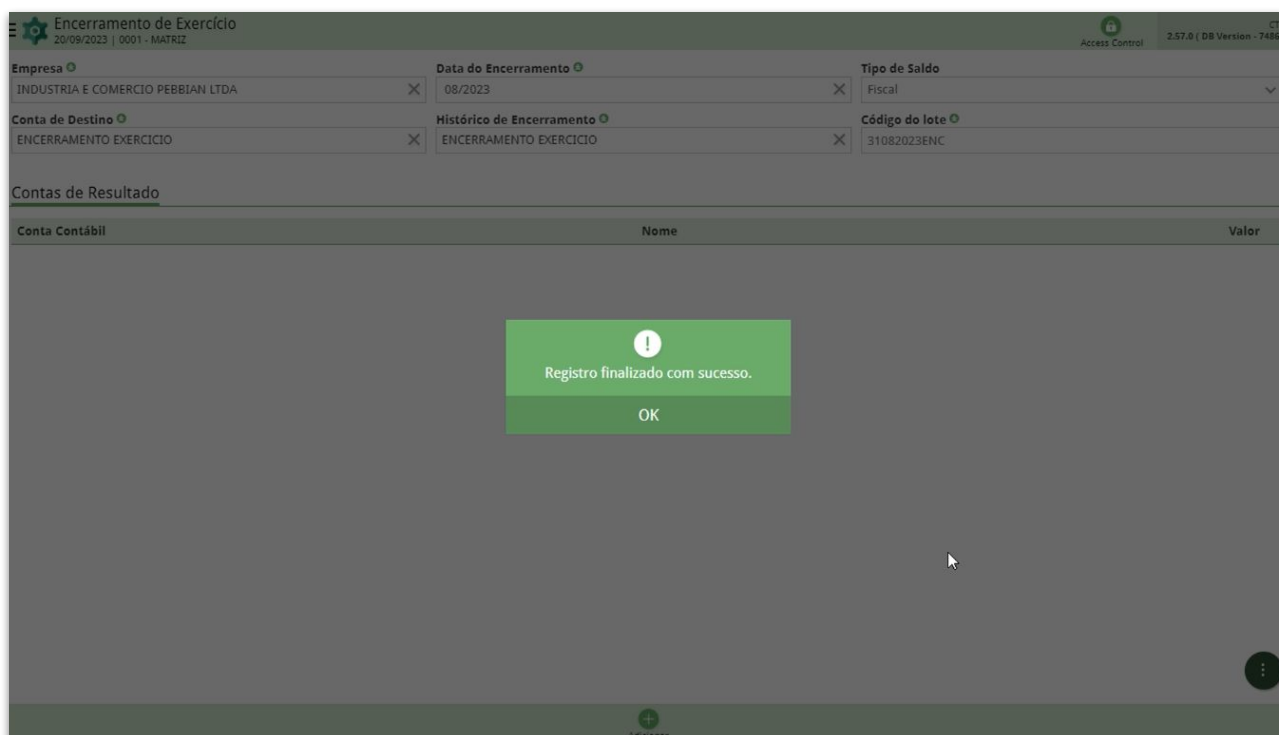 Encerramento de Exercício
20/09/2023 | 0001 - MATRIZ
Access Control
2.57.0 ( DB Version - 7486
Empresa
Data do Encerramento
Tipo de Saldo
INDUSTRIA E COMERCIO PEBBIAN LTDA
08/2023
Fiscal
Conta de Destino
Histórico de Encerramento
Código do lote
ENCERRAMENTO EXERCICIO
ENCERRAMENTO EXERCICIO
31082023ENC
Contas de Resultado
Conta Contábil
Nome
Valor
Registro finalizado com sucesso.
OK